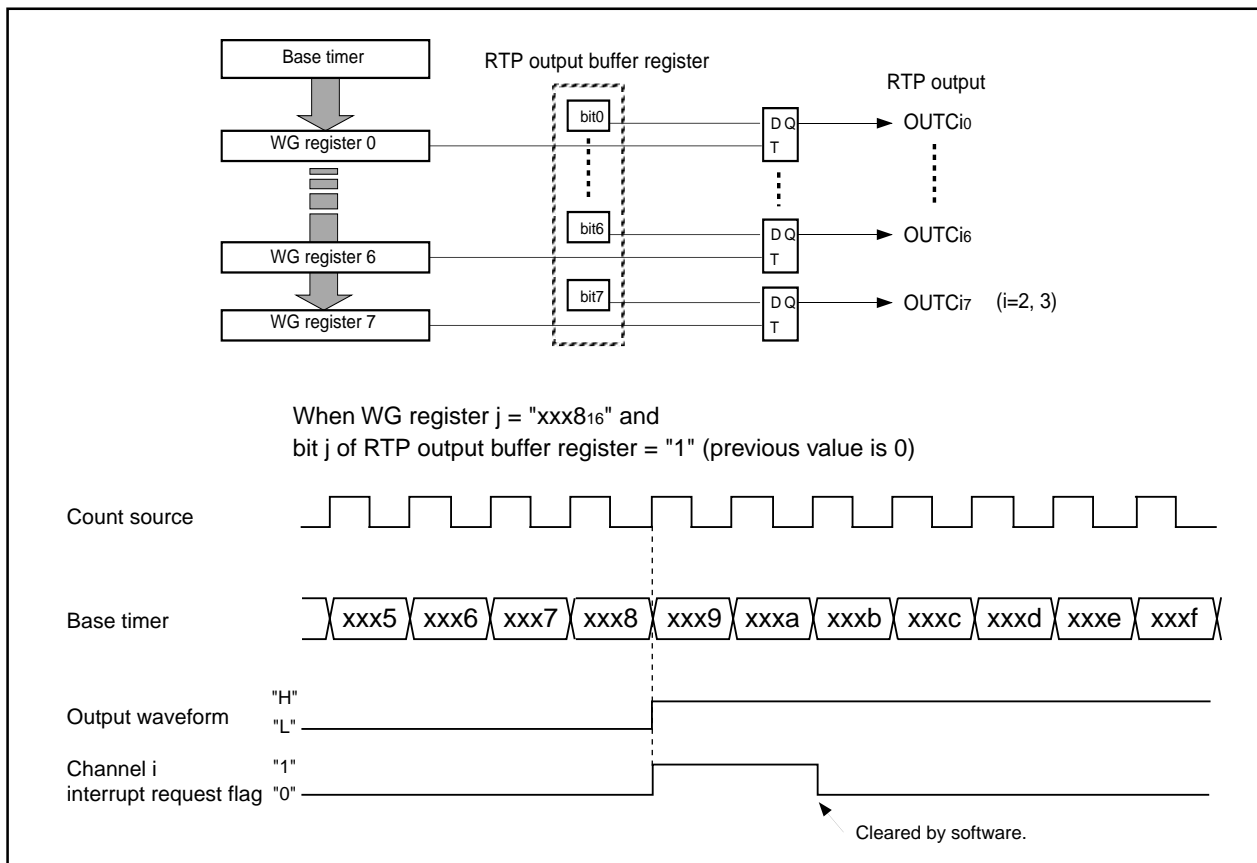 Base timer
RTP output buffer register
RTP output
bit0
D Q
T
OUTCi0
WG register 0
bit6
D Q
T
OUTCi6
WG register 6
bit7
D Q
T
OUTCi7 (i=2, 3)
WG register 7
When WG register j = "xxx816" and
bit j of RTP output buffer register = "1" (previous value is 0)
Count source
Base timer xxx5 xxx6 xxx7 xxx8 xxx9 xxxa xxxb xxxc xxxd xxxe xxxf
"H"
Output waveform
"L"
Channel i "1"
interrupt request flag "0"
Cleared by software.